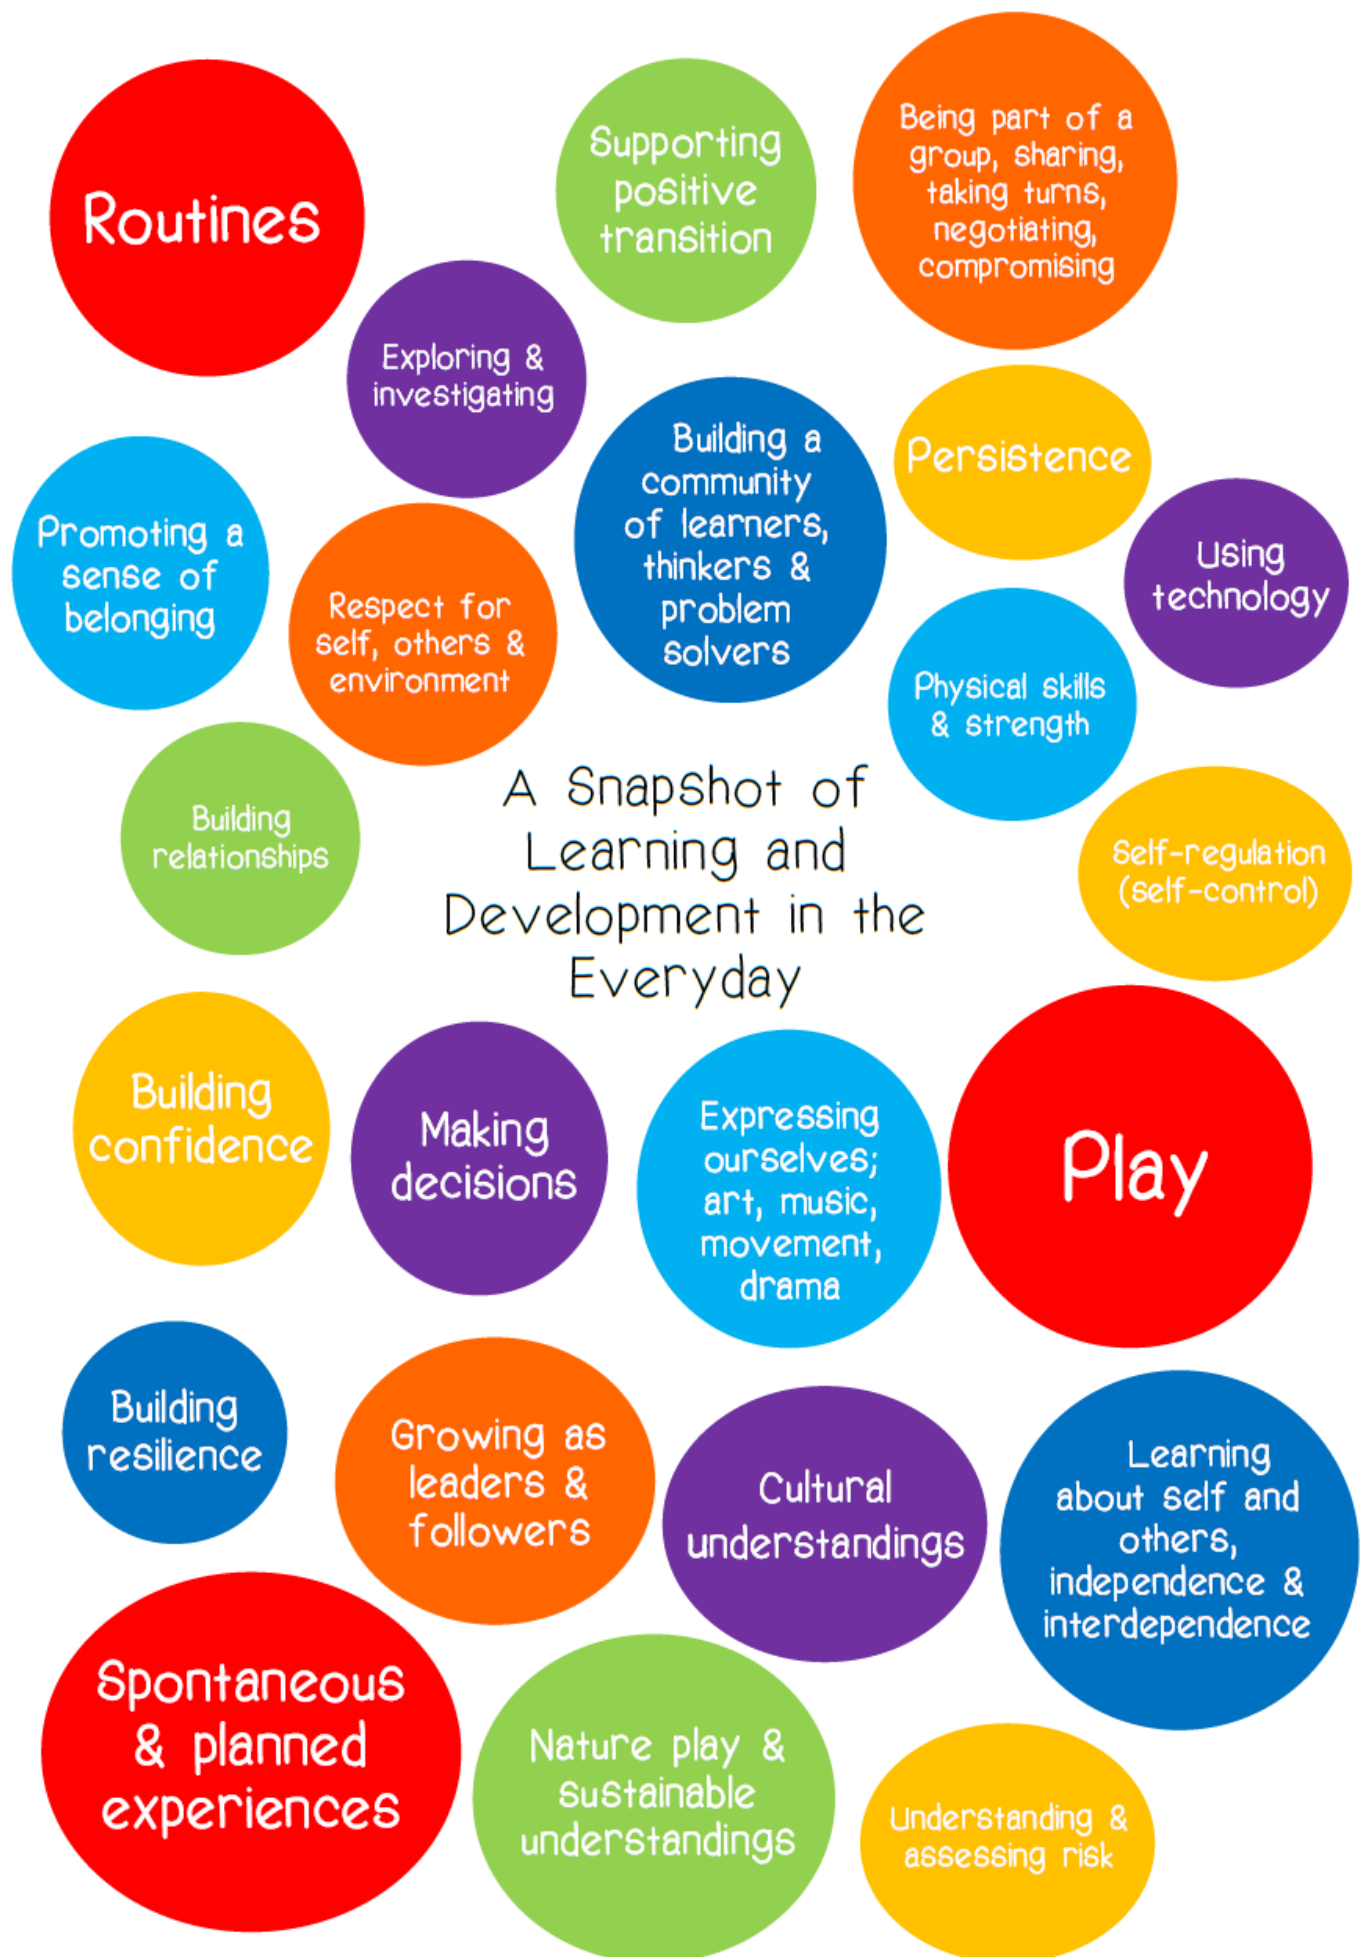 Routines
Supporting
positive
transition
Being part of a
group, sharing,
taking turns,
negotiating,
compromising
Exploring &
investigating
Building a
community
of learners,
thinkers &
problem
solvers
Persistence
Using
technology
Promoting a
sense of
belonging
Respect for
self, others &
environment
Physical skills
& strength
Building
relationships
A Snapshot of
Learning and
Development in the
Everyday
Self-regulation
(self-control)
Building
confidence
Making
decisions
Expressing
ourselves;
art, music,
movement,
drama
Play
Building
resilience
Growing as
leaders &
followers
Cultural
understandings
Learning
about self and
others,
independence &
interdependence
Spontaneous
& planned
experiences
Nature play &
sustainable
understandings
Understanding &
assessing risk